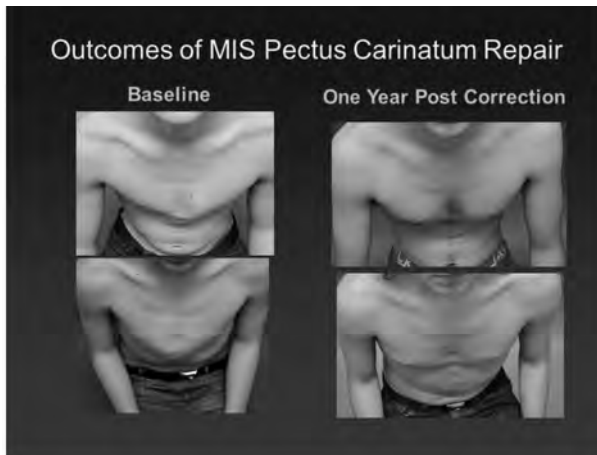 Outcomes of MIS Pectus Carinatum Repair
Baseline
One Year Post Correction